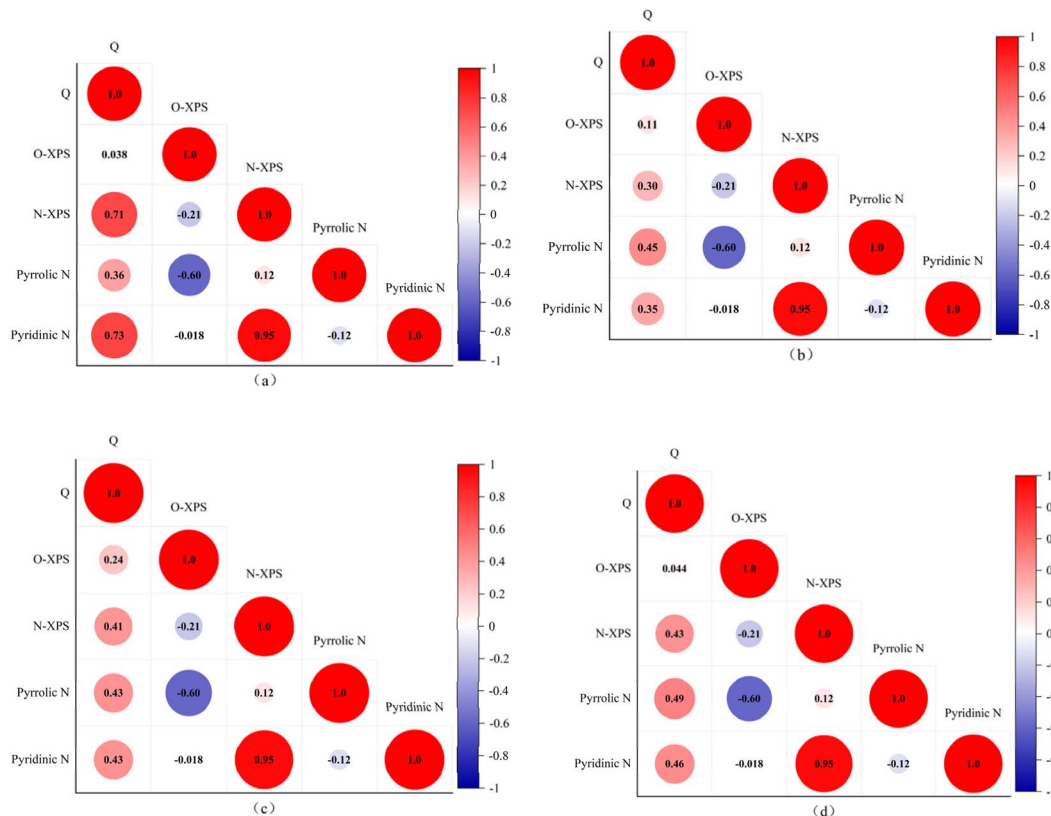 Q
Q 1.0
O-XPS
O-XPS 0.038 1.0
N-XPS
N-XPS 0.71 -0.21 1.0
Pyrrolic N
Pyrrolic N 0.36 -0.60 0.12 1.0
Pyridinic N
Pyridinic N 0.73 -0.018 0.95 -0.12 1.0
1
0.8
0.6
0.4
0.2
0
-0.2
-0.4
-0.6
-0.8
-1
(a)
Q
Q 1.0
O-XPS
O-XPS 0.11 1.0
N-XPS
N-XPS 0.30 -0.21 1.0
Pyrrolic N
Pyrrolic N 0.45 -0.60 0.12 1.0
Pyridinic N
Pyridinic N 0.35 -0.018 0.95 -0.12 1.0
1
0.8
0.6
0.4
0.2
0
-0.2
-0.4
-0.6
-0.8
-1
(b)
Q
Q 1.0
O-XPS
O-XPS 0.24 1.0
N-XPS
N-XPS 0.41 -0.21 1.0
Pyrrolic N
Pyrrolic N 0.43 -0.60 0.12 1.0
Pyridinic N
Pyridinic N 0.43 -0.018 0.95 -0.12 1.0
1
0.8
0.6
0.4
0.2
0
-0.2
-0.4
-0.6
-0.8
-1
(c)
Q
Q 1.0
O-XPS
O-XPS 0.044 1.0
N-XPS
N-XPS 0.43 -0.21 1.0
Pyrrolic N
Pyrrolic N 0.49 -0.60 0.12 1.0
Pyridinic N
Pyridinic N 0.46 -0.018 0.95 -0.12 1.0
(d)